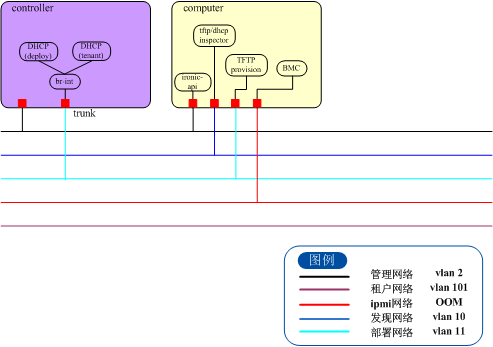 controller
computer
DHCP
(deploy)
DHCP
(tenant)
br-int
trunk
tftp/dhcp
inspector
TFTP
provision
ironic-
api
BMC
图例
管理网络 vlan 2
租户网络 vlan 101
ipmi网络 OOM
发现网络 vlan 10
部署网络 vlan 11